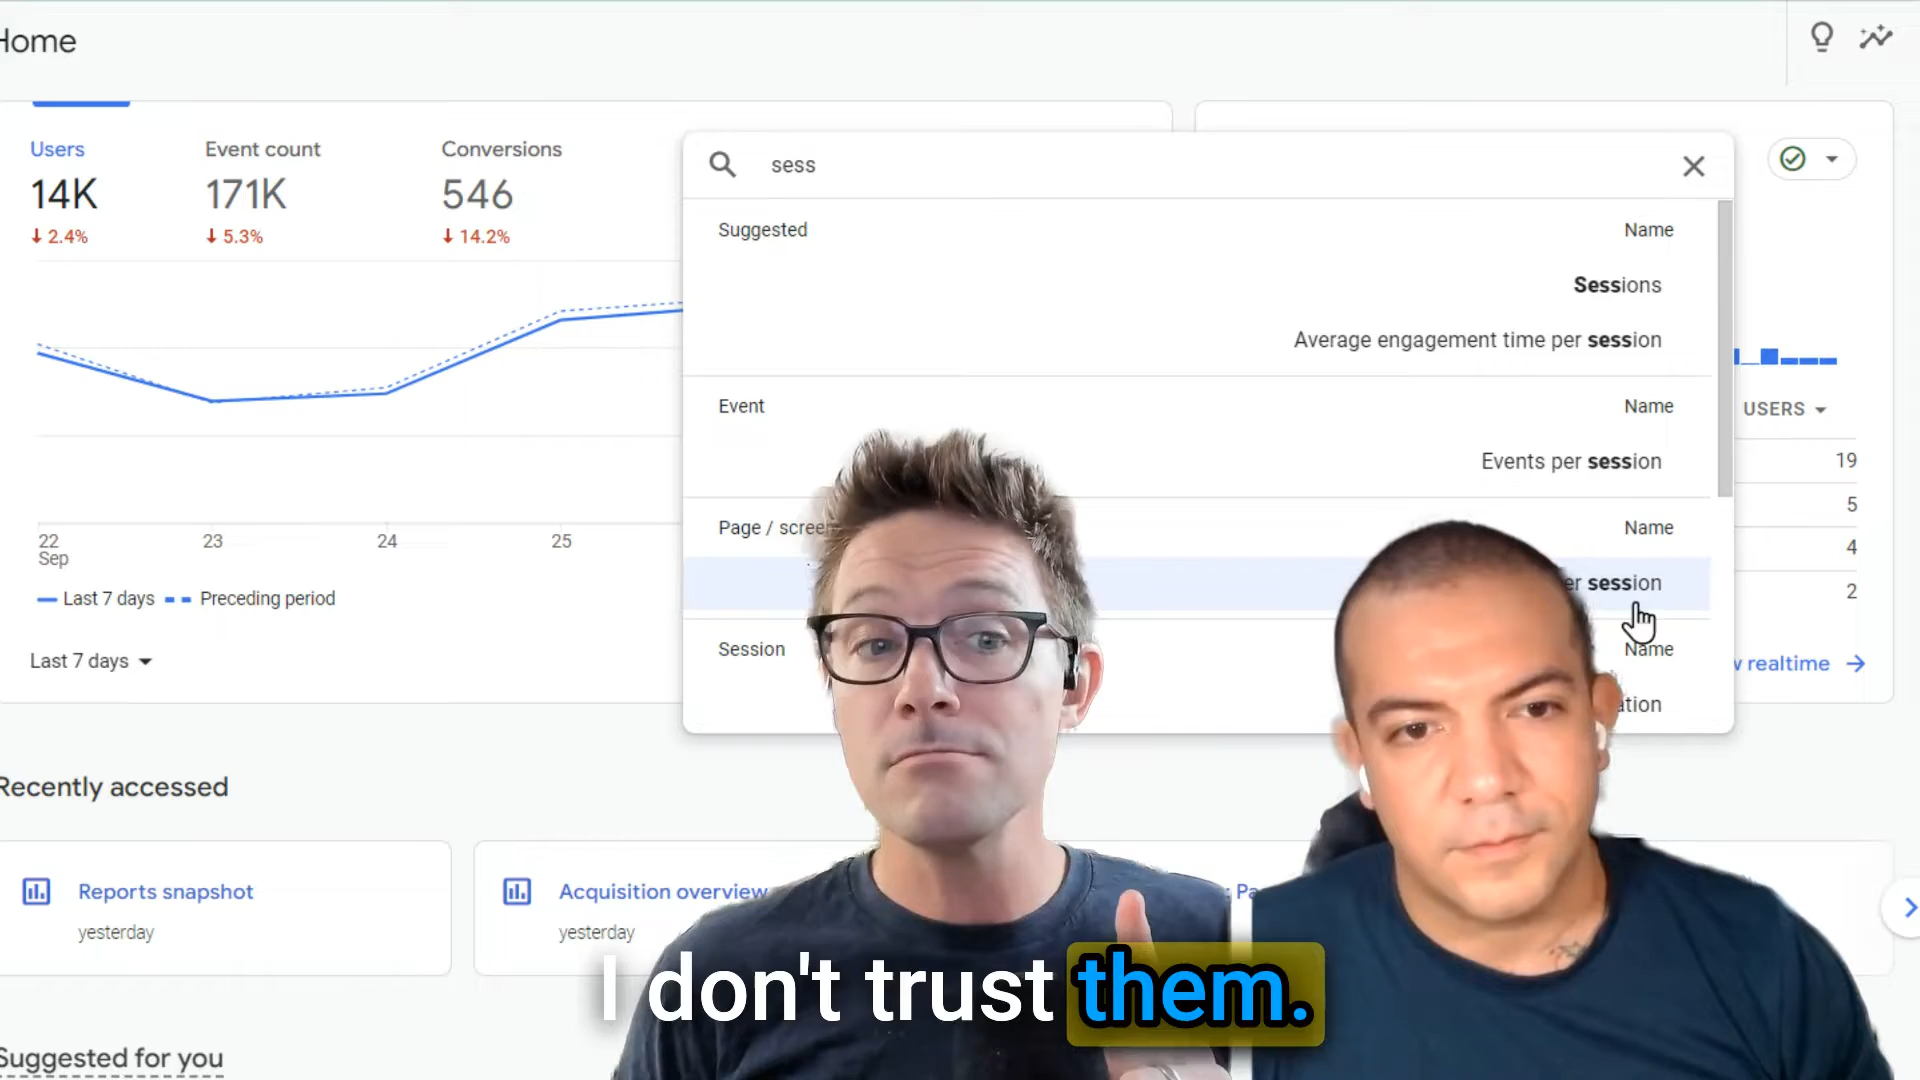 Home
Users
Event count
Conversions
14K
171K
546
2.4%
5.3%
14.2%
sess
Suggested
Name
Sessions
Average engagement time per session
Event
Name
Events per session
Page / screen
Name
er session
Session
Name
ation
22
Sep
23
24
25
Last 7 days
Preceding period
Last 7 days
USERS
19
5
4
2
w realtime
Recently accessed
Reports snapshot
yesterday
Acquisition overview
yesterday
: Pa
I don't trust them.
Suggested for you